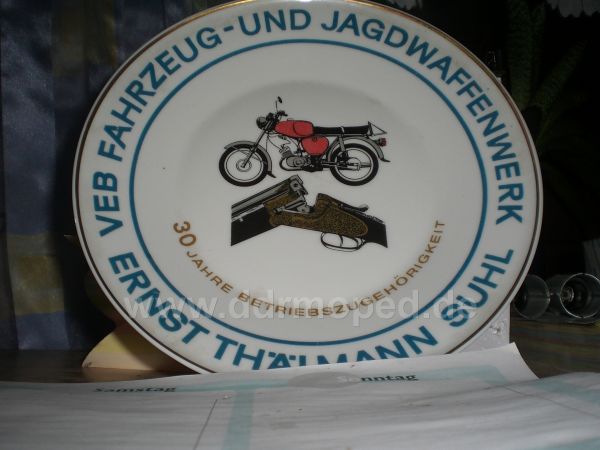 VEB FAHRZEUG-UND JAGDWAFFENWERK
ERNST THÄLMANN SUHL
30 JAHRE BETRIEBSZUGEHÖRIGKEIT
www.ddrmoped.de
Samstag
Sonntag